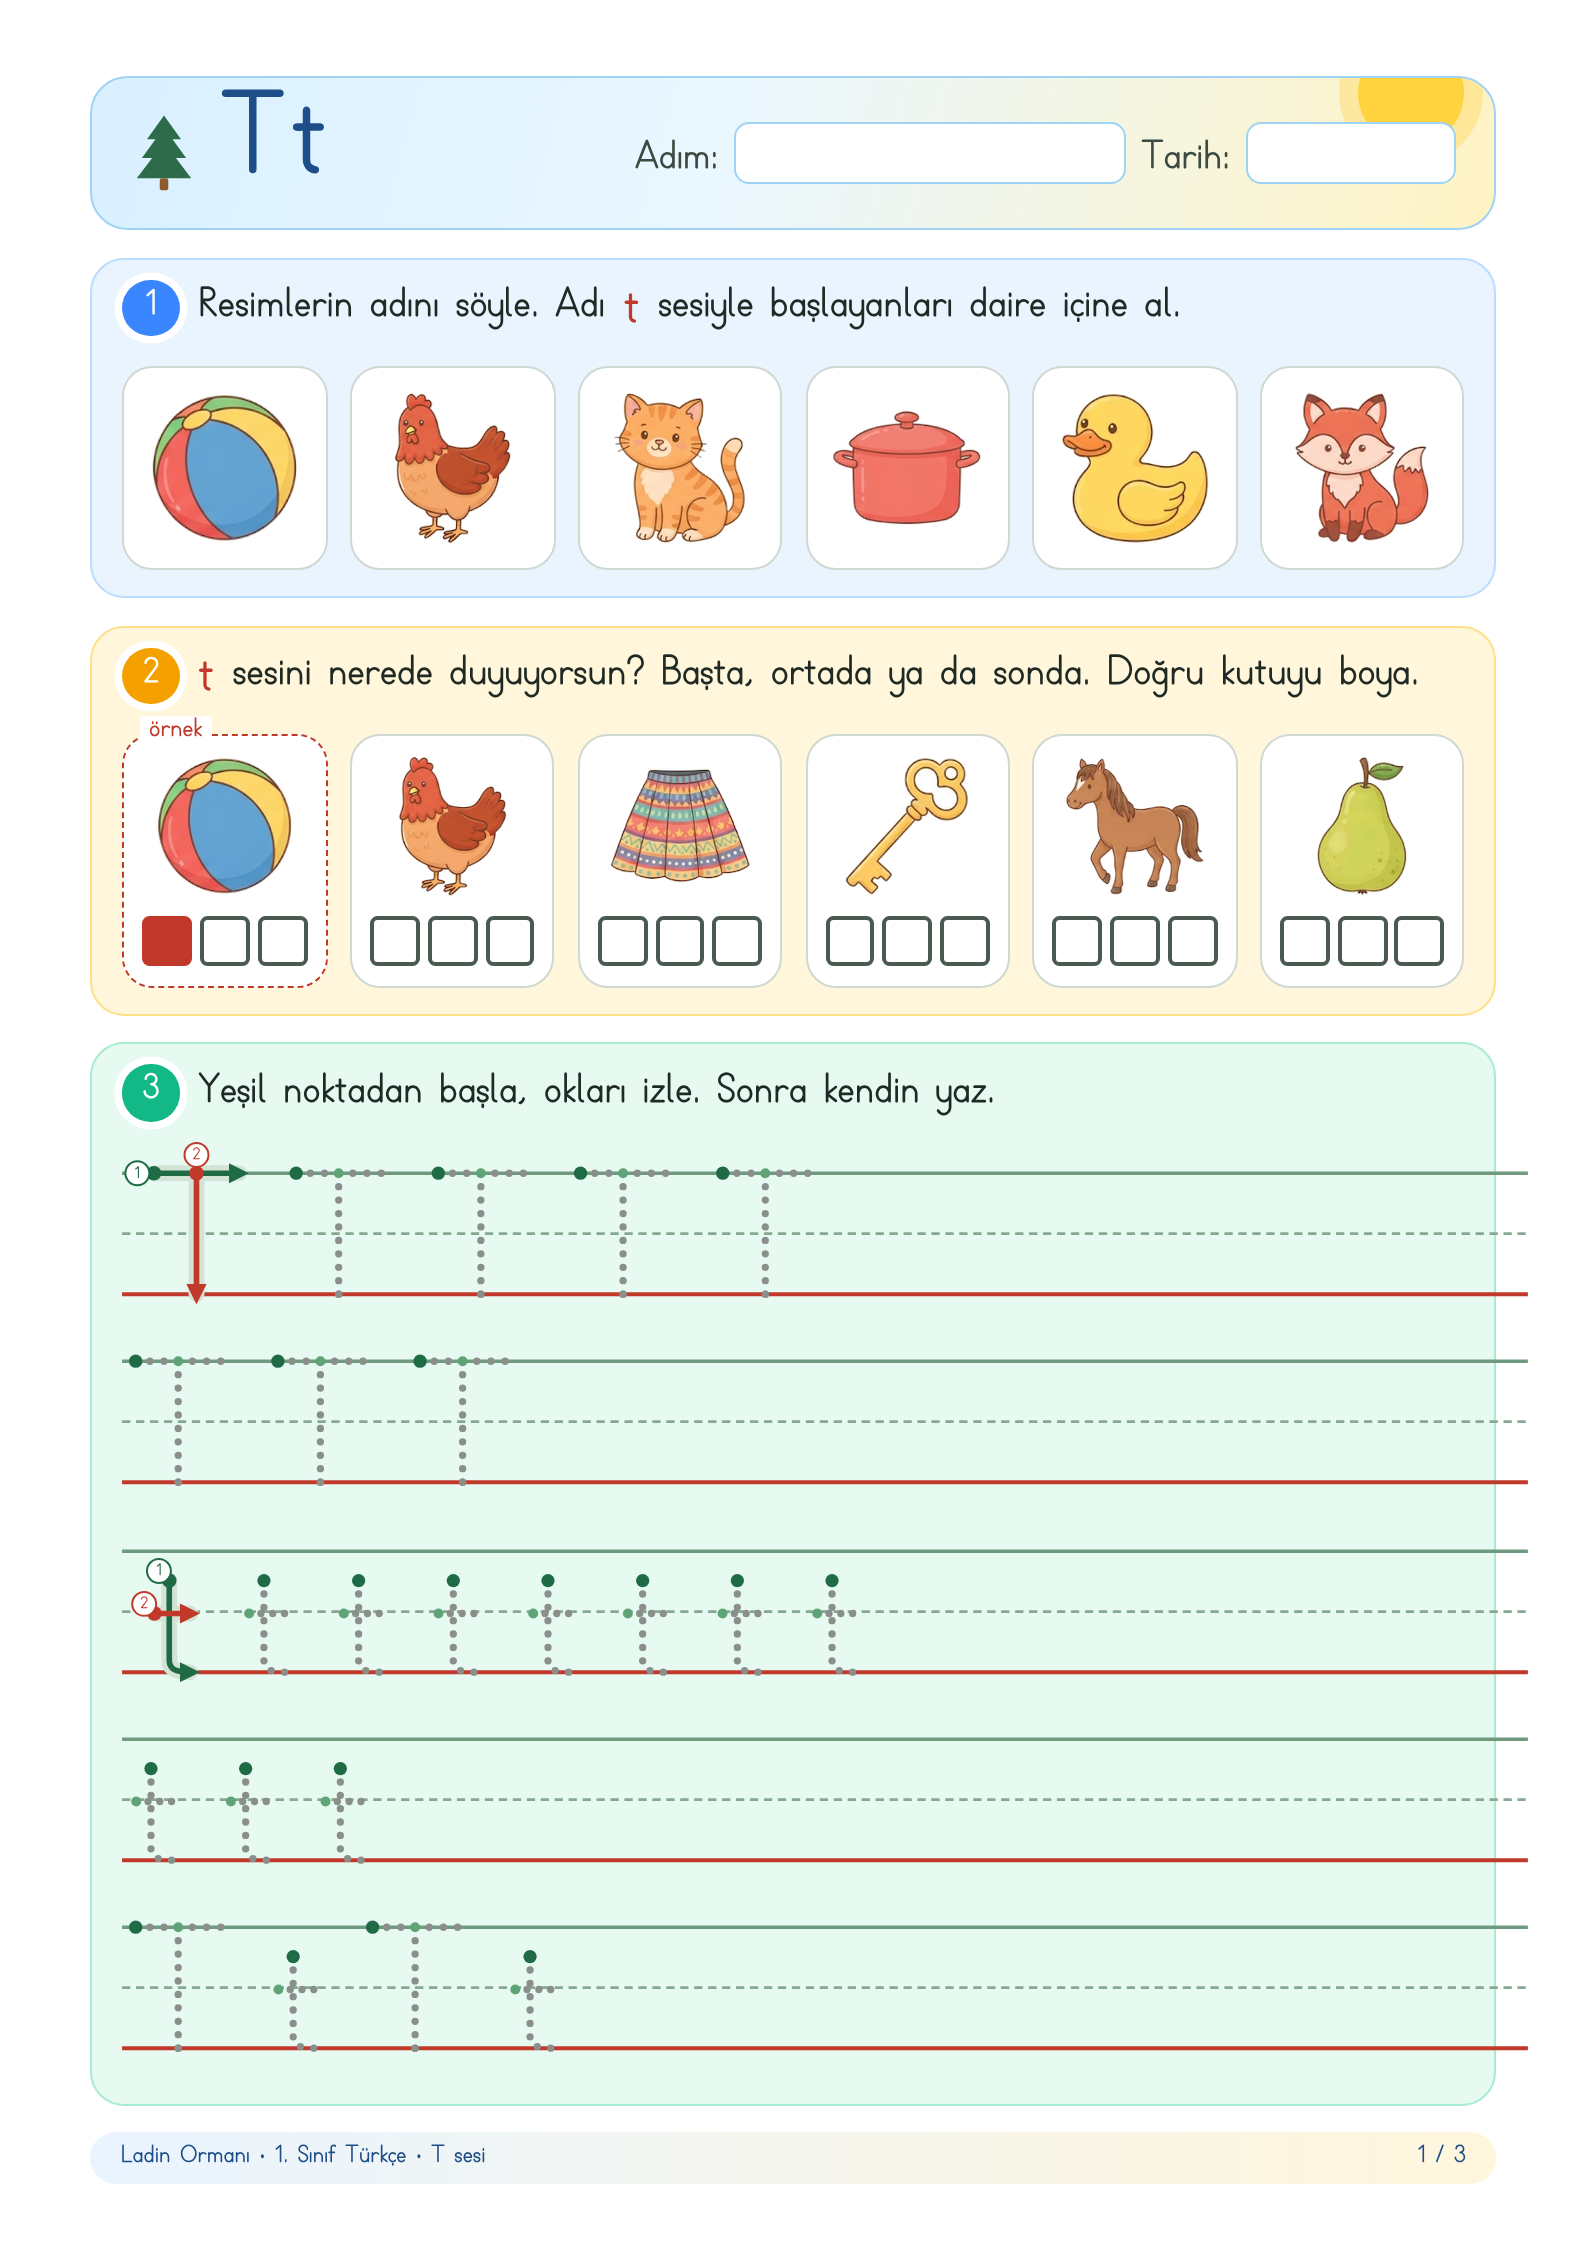 Tt
Adım:
Tarih:
1 Resimlerin adını söyle. Adı t sesiyle başlayanları daire içine al.
2 t sesini nerede duyuyorsun? Başta, ortada ya da sonda. Doğru kutuyu boya.
örnek
3 Yeşil noktadan başla, okları izle. Sonra kendin yaz.
1 2
T T T T
T T T
1
2
t t t t t t t
t t t
T t T t
Ladin Ormanı • 1. Sınıf Türkçe • T sesi
1 / 3